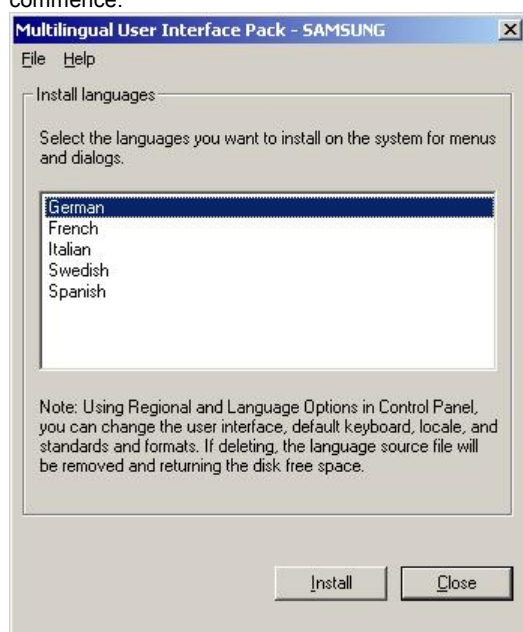 commence.
Multilingual User Interface Pack - SAMSUNG
File Help
Install languages
Select the languages you want to install on the system for menus
and dialogs.
German
French
Italian
Swedish
Spanish
Note: Using Regional and Language Options in Control Panel,
you can change the user interface, default keyboard, locale, and
standards and formats. If deleting, the language source file will
be removed and returning the disk free space.
Install Close